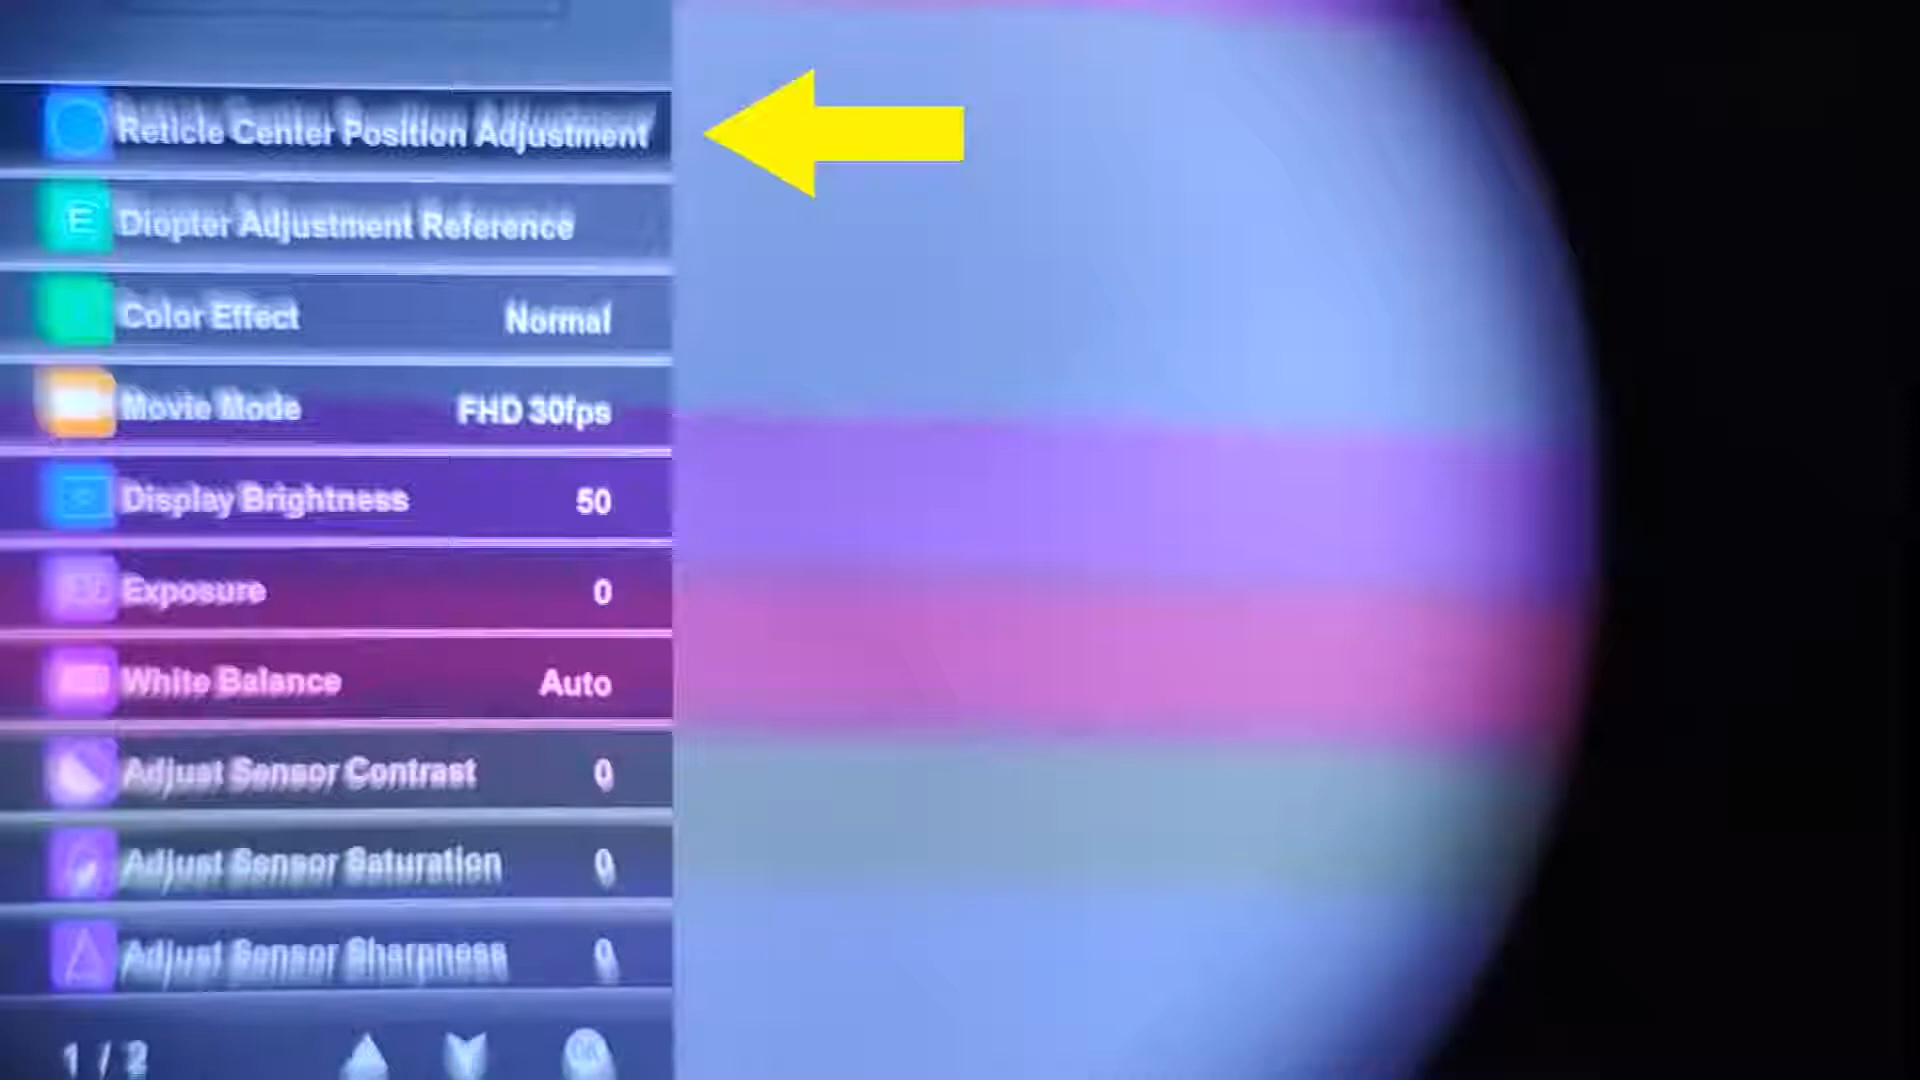 Reticle Center Position Adjustment
E Diopter Adjustment Reference
Color Effect Normal
Movie Mode FHD 30fps
Display Brightness 50
Exposure 0
White Balance Auto
Adjust Sensor Contrast 0
Adjust Sensor Saturation 0
Adjust Sensor Sharpness 0
1 / 2 OK